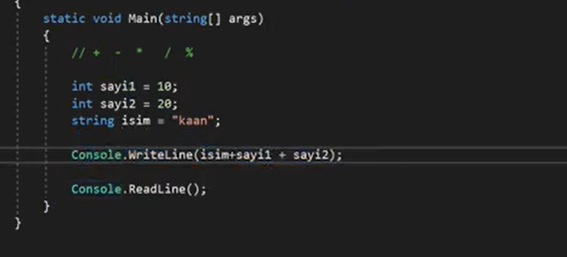 {
static void Main(string[] args)
{
// + - * / %
int sayi1 = 10;
int sayi2 = 20;
string isim = "kaan";
Console.WriteLine(isim+sayi1 + sayi2);
Console.ReadLine();
}
}